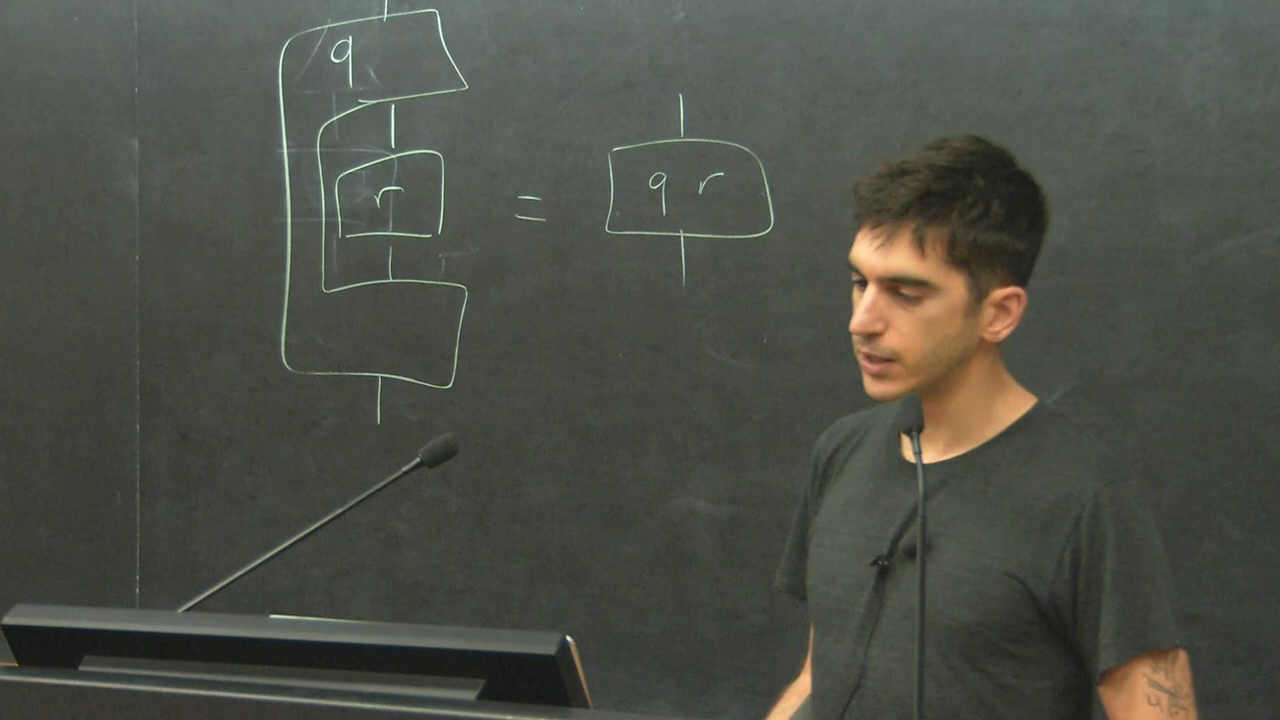 q
r = q r